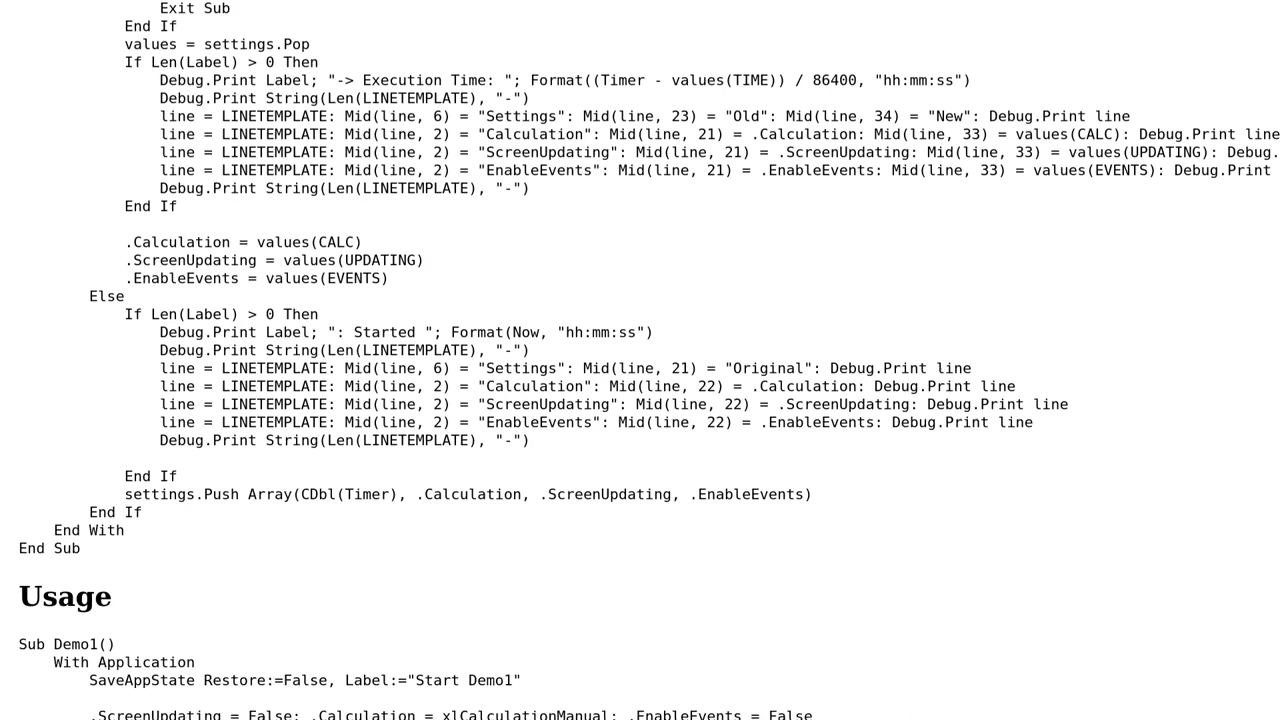 Exit Sub
End If
values = settings.Pop
If Len(Label) > 0 Then
Debug.Print Label; "-> Execution Time: "; Format((Timer - values(TIME)) / 86400, "hh:mm:ss")
Debug.Print String(Len(LINETEMPLATE), "-")
line = LINETEMPLATE: Mid(line, 6) = "Settings": Mid(line, 23) = "Old": Mid(line, 34) = "New": Debug.Print line
line = LINETEMPLATE: Mid(line, 2) = "Calculation": Mid(line, 21) = .Calculation: Mid(line, 33) = values(CALC): Debug.Print line
line = LINETEMPLATE: Mid(line, 2) = "ScreenUpdating": Mid(line, 21) = .ScreenUpdating: Mid(line, 33) = values(UPDATING): Debug.
line = LINETEMPLATE: Mid(line, 2) = "EnableEvents": Mid(line, 21) = .EnableEvents: Mid(line, 33) = values(EVENTS): Debug.Print
Debug.Print String(Len(LINETEMPLATE), "-")
End If
.Calculation = values(CALC)
.ScreenUpdating = values(UPDATING)
.EnableEvents = values(EVENTS)
Else
If Len(Label) > 0 Then
Debug.Print Label; ": Started "; Format(Now, "hh:mm:ss")
Debug.Print String(Len(LINETEMPLATE), "-")
line = LINETEMPLATE: Mid(line, 6) = "Settings": Mid(line, 21) = "Original": Debug.Print line
line = LINETEMPLATE: Mid(line, 2) = "Calculation": Mid(line, 22) = .Calculation: Debug.Print line
line = LINETEMPLATE: Mid(line, 2) = "ScreenUpdating": Mid(line, 22) = .ScreenUpdating: Debug.Print line
line = LINETEMPLATE: Mid(line, 2) = "EnableEvents": Mid(line, 22) = .EnableEvents: Debug.Print line
Debug.Print String(Len(LINETEMPLATE), "-")
End If
settings.Push Array(CDbl(Timer), .Calculation, .ScreenUpdating, .EnableEvents)
End If
End With
End Sub
Usage
Sub Demo1()
With Application
SaveAppState Restore:=False, Label:="Start Demo1"
.ScreenUpdating = False: .Calculation = xlCalculationManual: .EnableEvents = False